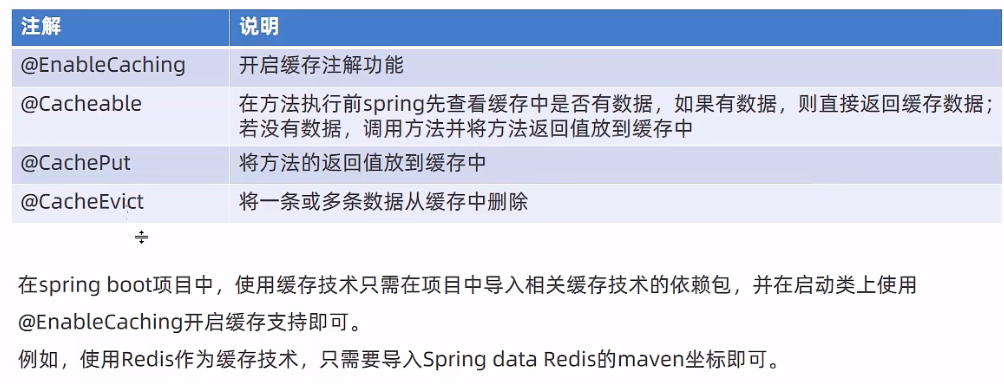 注解 说明
@EnableCaching 开启缓存注解功能
@Cacheable 在方法执行前spring先查看缓存中是否有数据，如果有数据，则直接返回缓存数据；
若没有数据，调用方法并将方法返回值放到缓存中
@CachePut 将方法的返回值放到缓存中
@CacheEvict 将一条或多条数据从缓存中删除
在spring boot项目中，使用缓存技术只需在项目中导入相关缓存技术的依赖包，并在启动类上使用
@EnableCaching开启缓存支持即可。
例如，使用Redis作为缓存技术，只需要导入Spring data Redis的maven坐标即可。